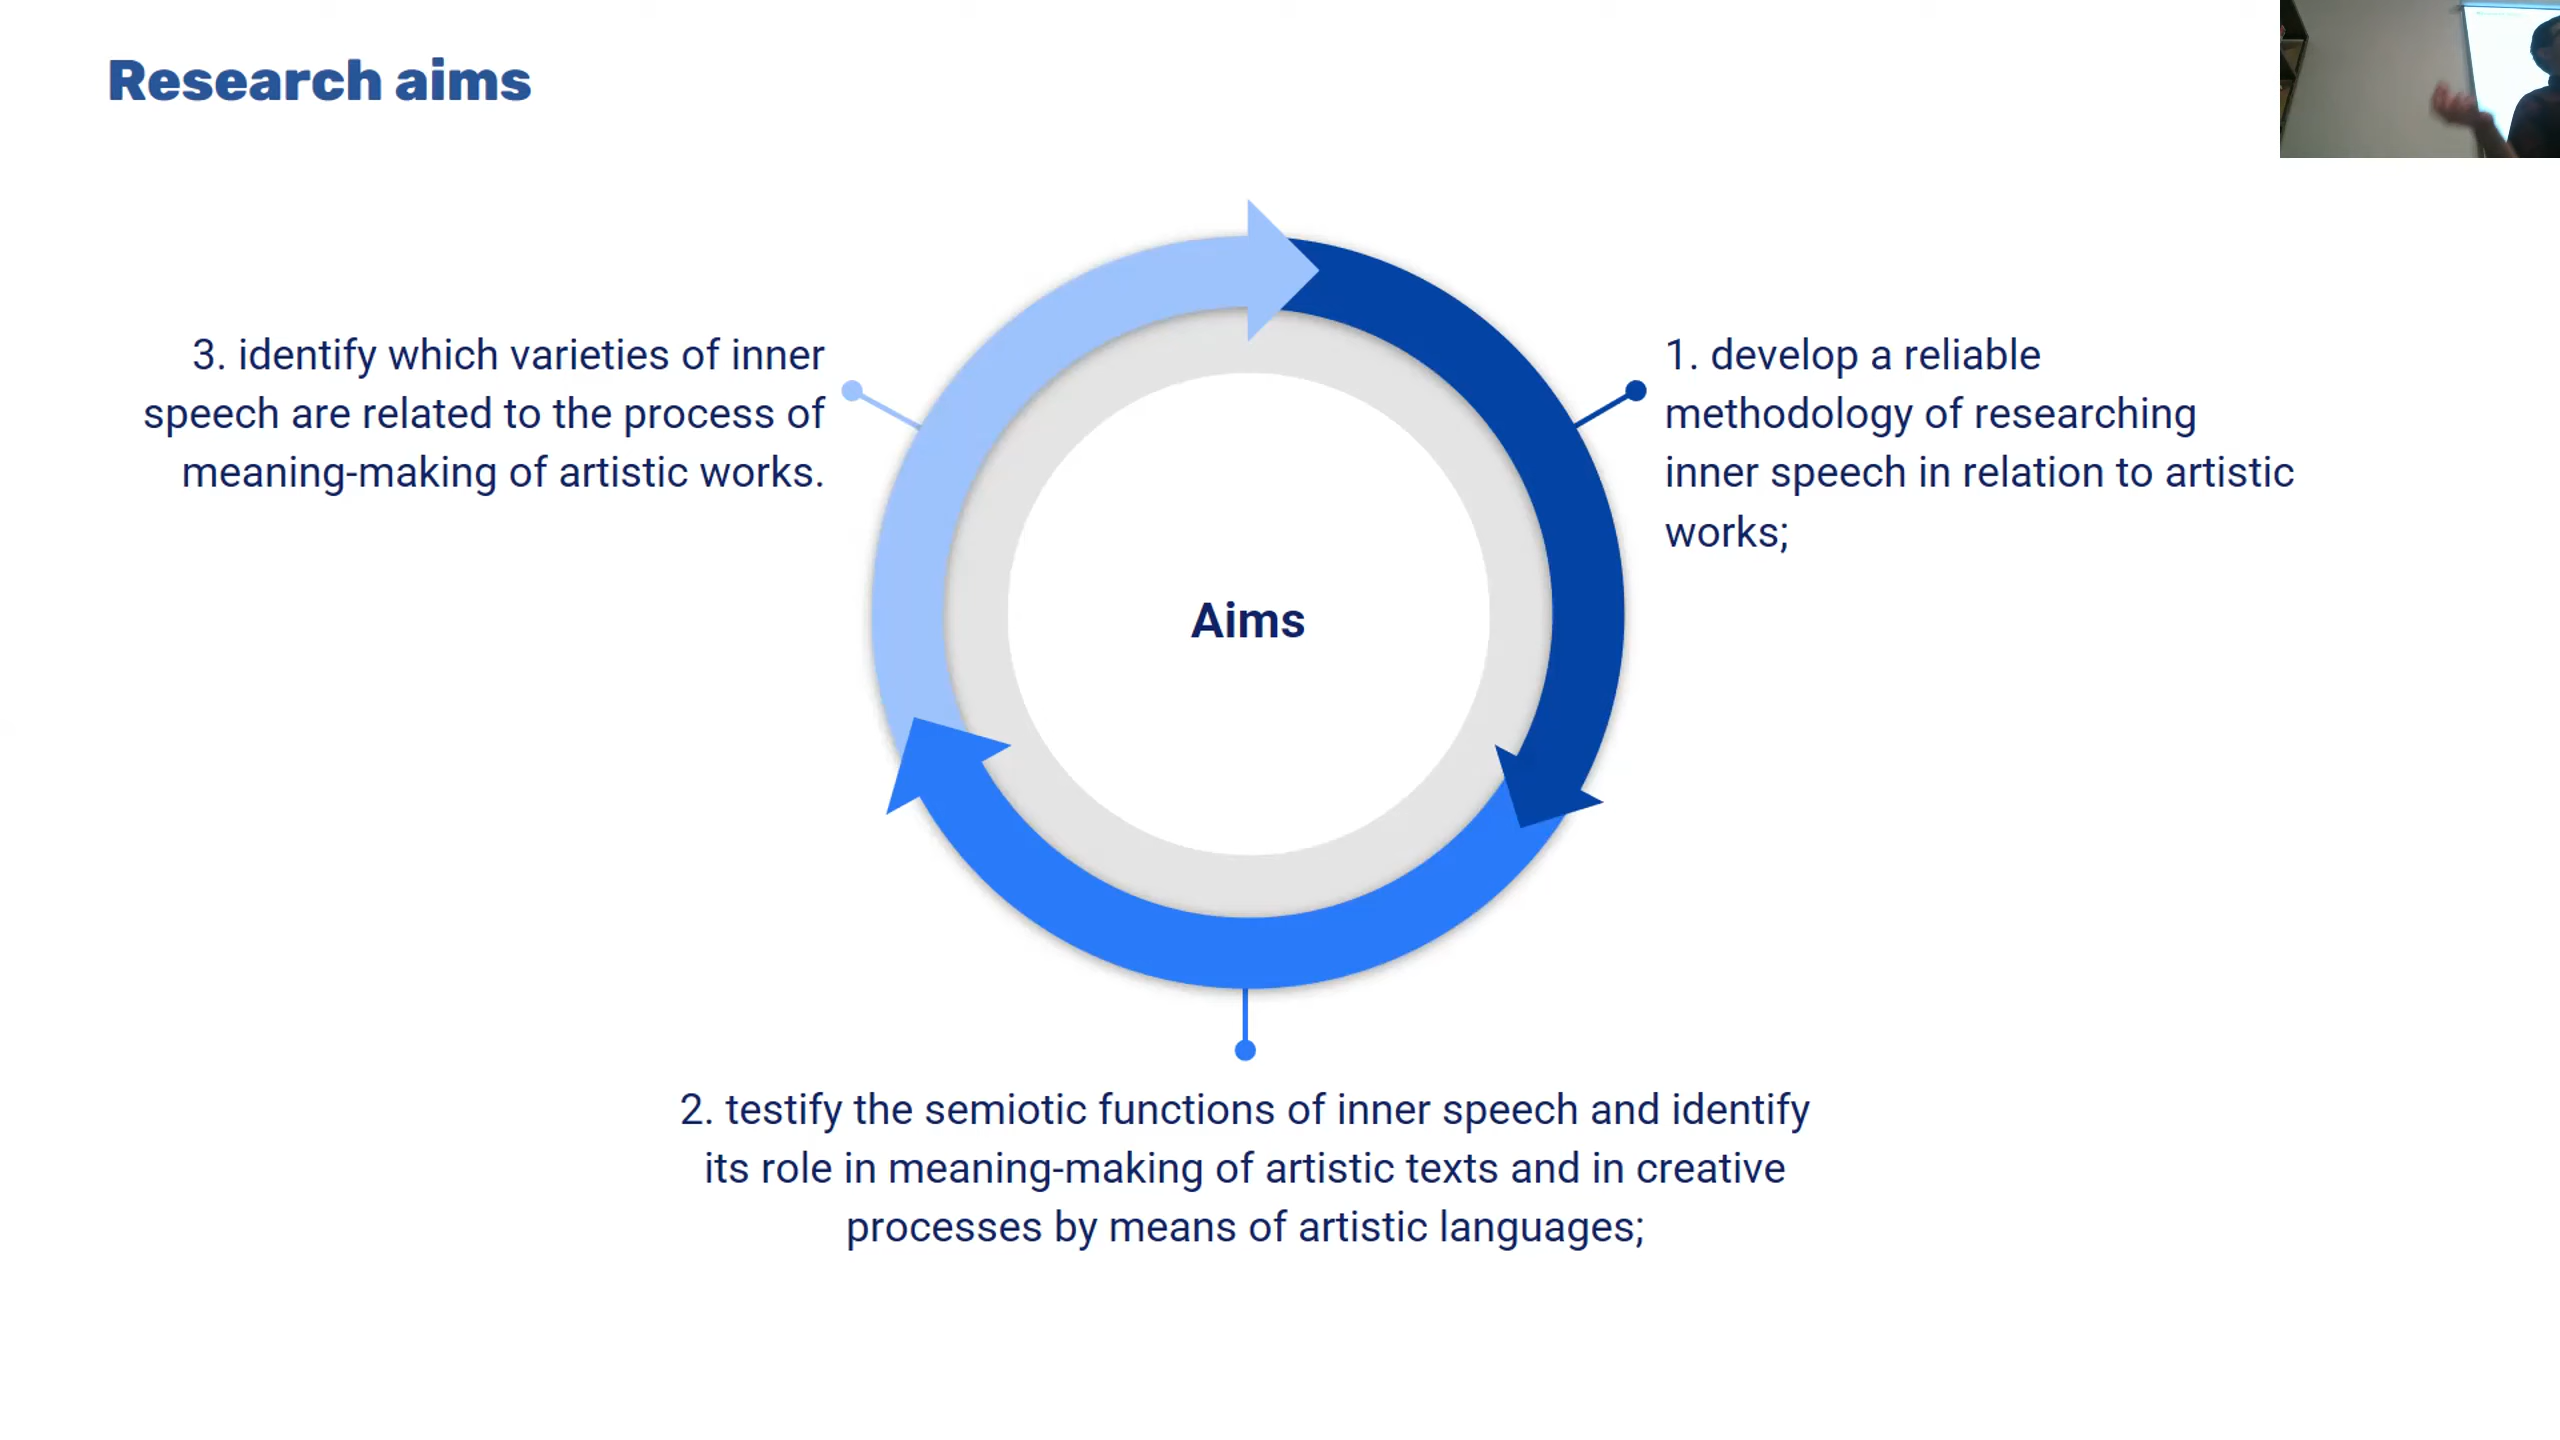 Research aims
3. identify which varieties of inner
speech are related to the process of
meaning-making of artistic works.
1. develop a reliable
methodology of researching
inner speech in relation to artistic
works;
Aims
2. testify the semiotic functions of inner speech and identify
its role in meaning-making of artistic texts and in creative
processes by means of artistic languages;